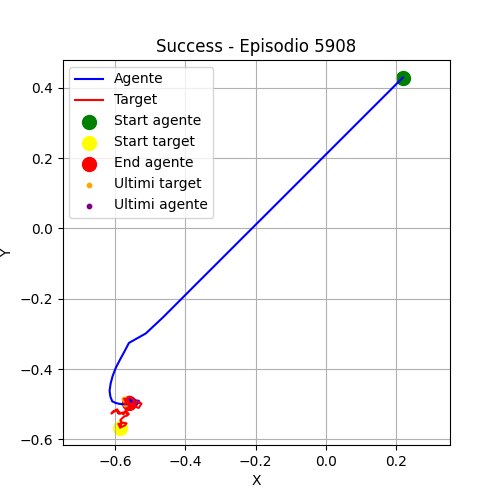 Success - Episodio 5908
Agente
Target
Start agente
Start target
End agente
Ultimi target
Ultimi agente
0.4
0.2
0.0
−0.2
−0.4
−0.6
Y
−0.6
−0.4
−0.2
0.0
0.2
X